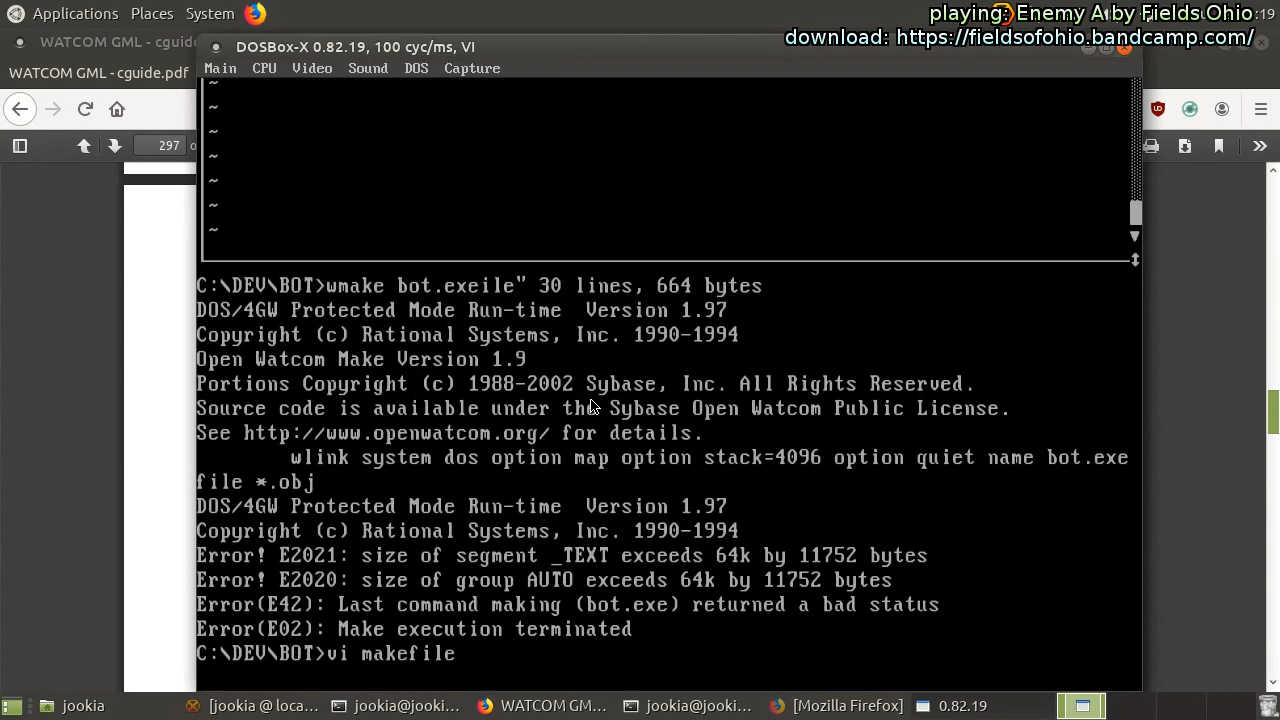 Applications Places System
:19
playing: Enemy A by Fields Ohio
download: https://fieldsofohio.bandcamp.com/
WATCOM GML - cguide
DOSBox-X 0.82.19, 100 cyc/ms, VI
WATCOM GML - cguide.pdf
Main CPU Video Sound DOS Capture
297
~
~
~
~
~
~
~
C:\DEV\BOT>wmake bot.exeile" 30 lines, 664 bytes
DOS/4GW Protected Mode Run-time  Version 1.97
Copyright (c) Rational Systems, Inc. 1990-1994
Open Watcom Make Version 1.9
Portions Copyright (c) 1988-2002 Sybase, Inc. All Rights Reserved.
Source code is available under the Sybase Open Watcom Public License.
See http://www.openwatcom.org/ for details.
wlink system dos option map option stack=4096 option quiet name bot.exe
file *.obj
DOS/4GW Protected Mode Run-time  Version 1.97
Copyright (c) Rational Systems, Inc. 1990-1994
Error! E2021: size of segment _TEXT exceeds 64k by 11752 bytes
Error! E2020: size of group AUTO exceeds 64k by 11752 bytes
Error(E42): Last command making (bot.exe) returned a bad status
Error(E02): Make execution terminated
C:\DEV\BOT>vi makefile
jookia [jookia @ loca... jookia@jooki... WATCOM GML... jookia@jooki... [Mozilla Firefox] 0.82.19